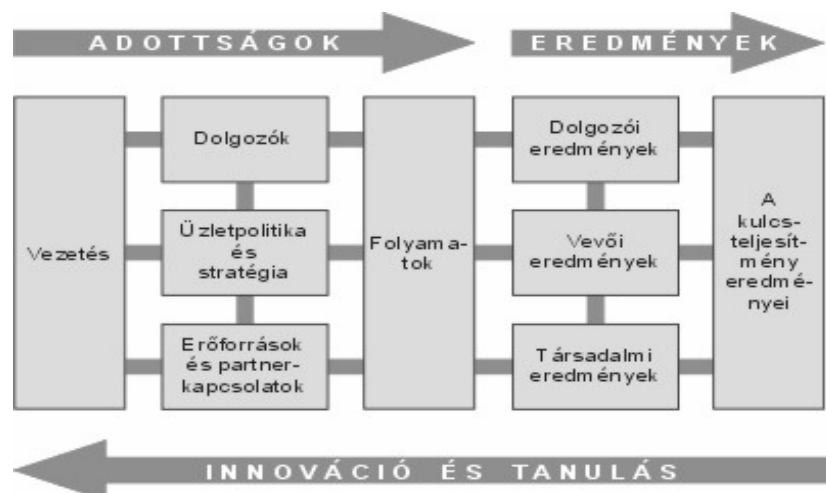 ADOTTSÁGOK
EREDMÉNYEK
Vezetés
Dolgozók
Üzletpolitika
és
stratégia
Erőforrások
és partner-
kapcsolatok
Folyama-
tok
Dolgozói
eredmények
Vevői
eredmények
Társadalmi
eredmények
A
kulcs-
teljesít-
mény
eredmé-
nyei
INNOVÁCIÓ ÉS TANULÁS